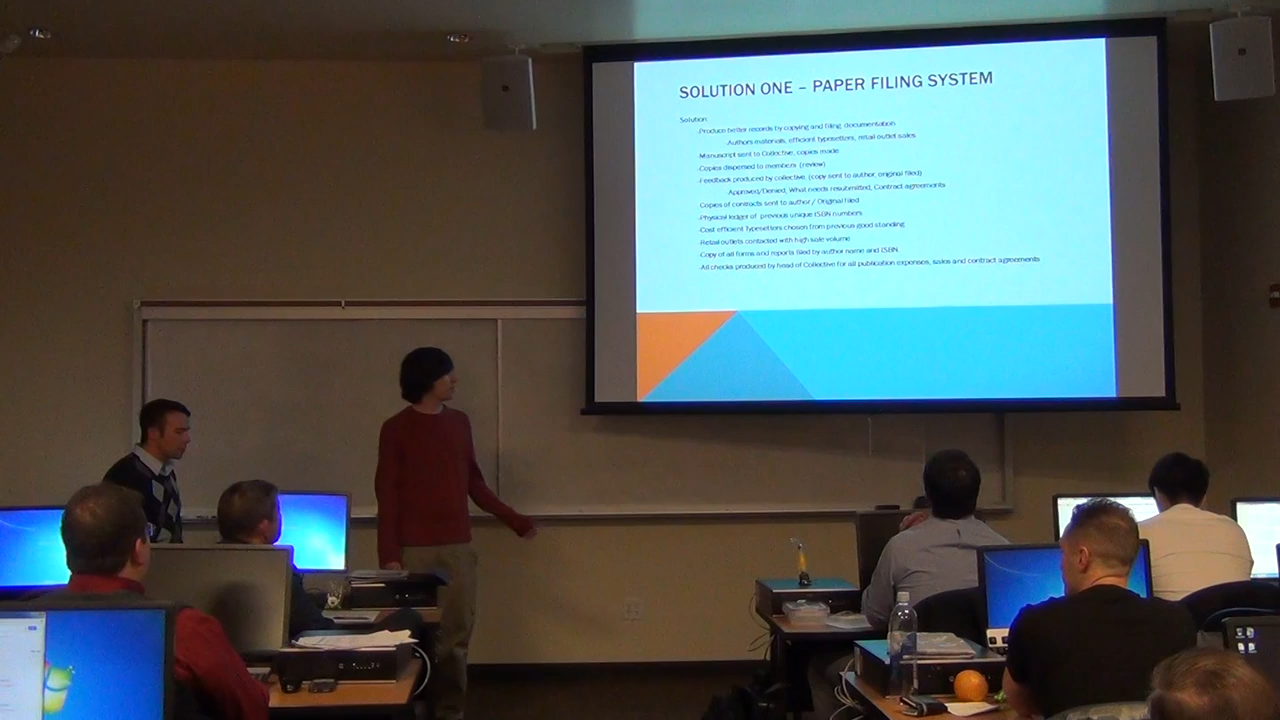 SOLUTION ONE – PAPER FILING SYSTEM
Solution:
-Produce better records by copying and filing documentation
-Authors materials, efficient typesetters, retail outlet sales
-Manuscript sent to Collective, copies made
-Copies dispersed to members (review)
-Feedback produced by collective (copy sent to author, original filed)
-Approved/Denied, What needs resubmitted, Contract agreements
-Copies of contracts sent to author / Original filed
-Physical ledger of previous unique ISBN numbers
-Cost efficient Typesetters chosen from previous good standing
-Retail outlets contacted with high sale volume
-Copy of all forms and reports filed by author name and ISBN
-All checks produced by head of Collective for all publication expenses, sales and contract agreements